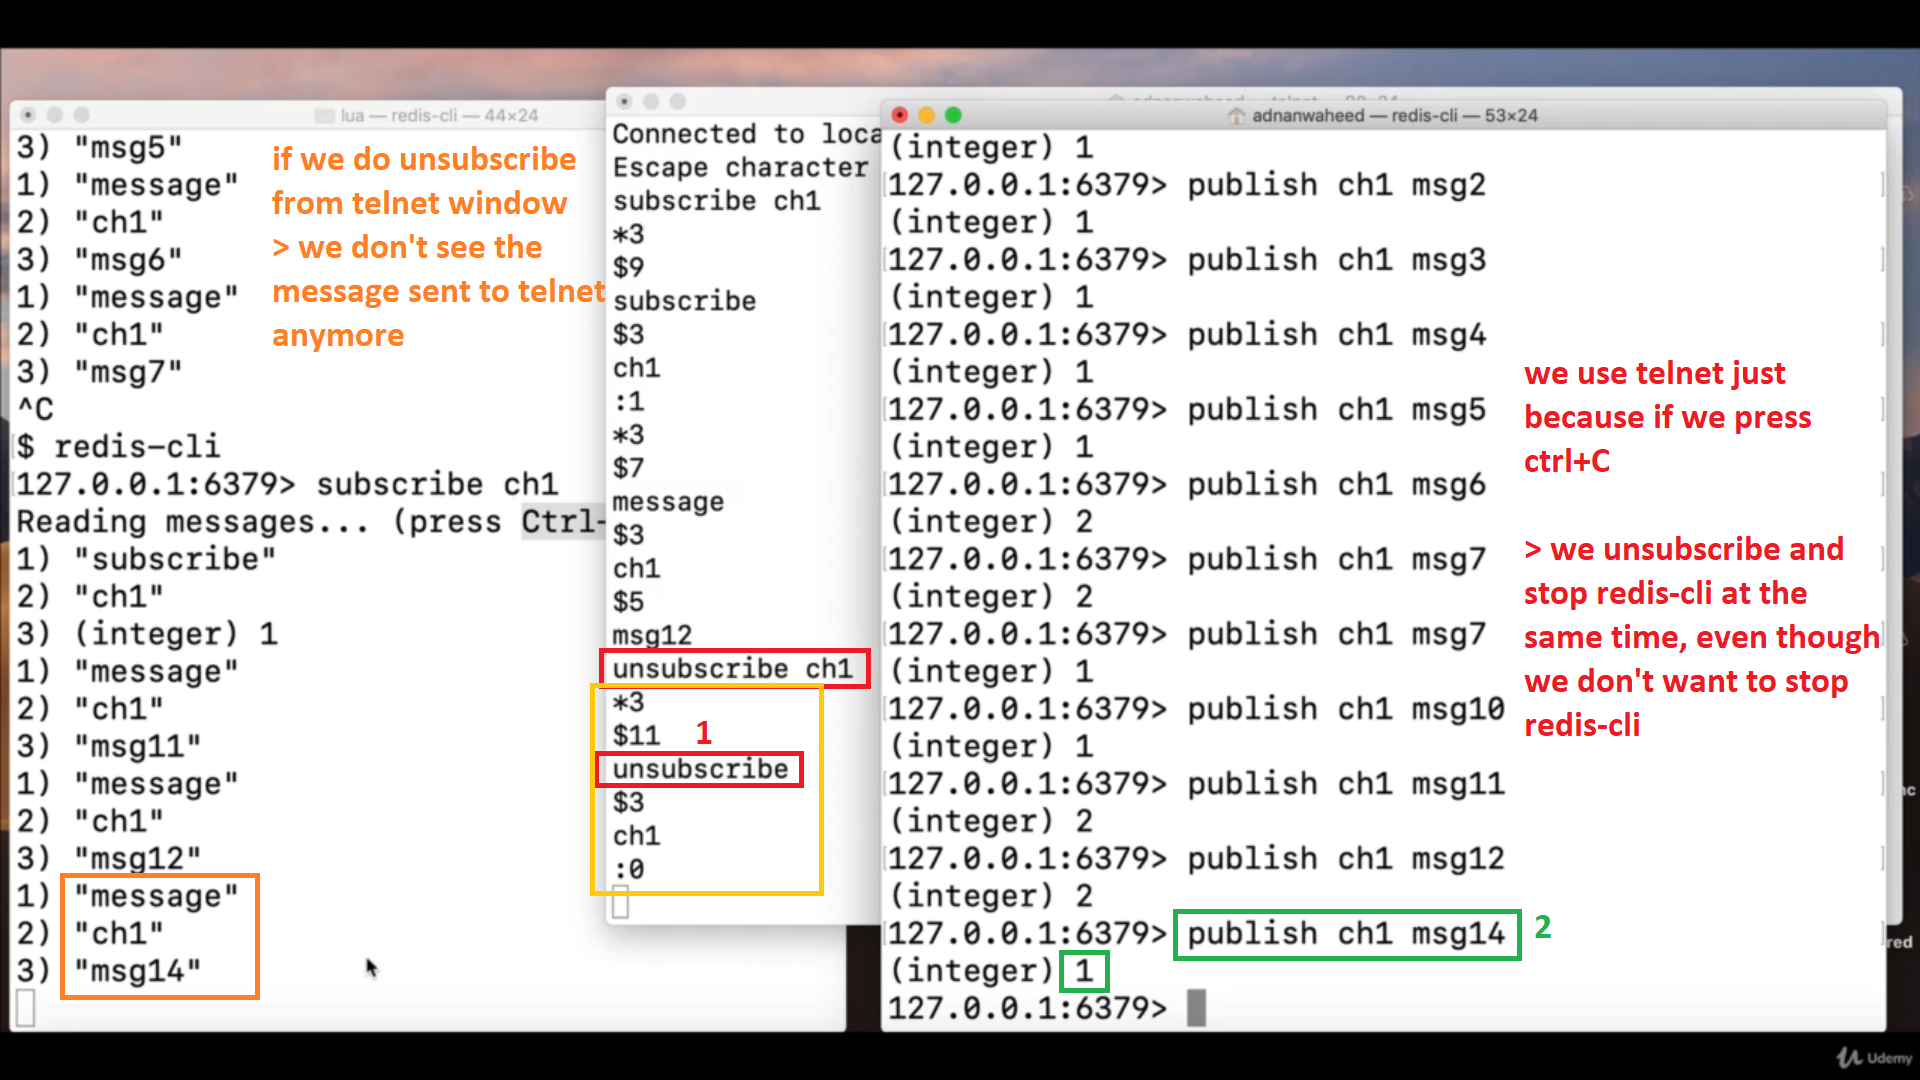 lua — redis-cli — 44×24
3) "msg5"
1) "message"
2) "ch1"
3) "msg6"
1) "message"
2) "ch1"
3) "msg7"
^C
[$ redis-cli
[127.0.0.1:6379> subscribe ch1
Reading messages... (press Ctrl-
1) "subscribe"
2) "ch1"
3) (integer) 1
1) "message"
2) "ch1"
3) "msg11"
1) "message"
2) "ch1"
3) "msg12"
1) "message"
2) "ch1"
3) "msg14"
if we do unsubscribe
from telnet window
> we don't see the
message sent to telnet
anymore
Connected to loca
Escape character
subscribe ch1
*3
$9
subscribe
$3
ch1
:1
*3
$7
message
$3
ch1
$5
msg12
unsubscribe ch1
*3
$11
1
unsubscribe
$3
ch1
:0
adnanwaheed — redis-cli — 53×24
(integer) 1
[127.0.0.1:6379> publish ch1 msg2 ]
(integer) 1
[127.0.0.1:6379> publish ch1 msg3 ]
(integer) 1
[127.0.0.1:6379> publish ch1 msg4 ]
(integer) 1
[127.0.0.1:6379> publish ch1 msg5 ]
(integer) 1
[127.0.0.1:6379> publish ch1 msg6 ]
(integer) 2
[127.0.0.1:6379> publish ch1 msg7 ]
(integer) 2
[127.0.0.1:6379> publish ch1 msg7 ]
(integer) 1
[127.0.0.1:6379> publish ch1 msg10 ]
(integer) 1
[127.0.0.1:6379> publish ch1 msg11 ]
(integer) 2
[127.0.0.1:6379> publish ch1 msg12 ]
(integer) 2
[127.0.0.1:6379> publish ch1 msg14 ]
2
(integer) 1
127.0.0.1:6379>
we use telnet just
because if we press
ctrl+C
> we unsubscribe and
stop redis-cli at the
same time, even though
we don't want to stop
redis-cli
nc
red
Udemy